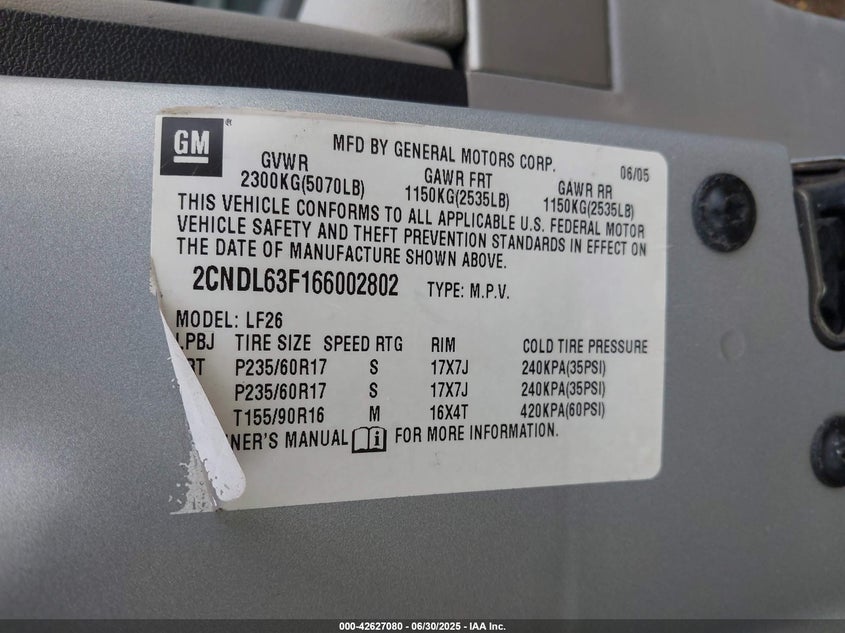 GM ®
MFD BY GENERAL MOTORS CORP. 06/05
GVWR GAWR FRT GAWR RR
2300KG(5070LB) 1150KG(2535LB) 1150KG(2535LB)
THIS VEHICLE CONFORMS TO ALL APPLICABLE U.S. FEDERAL MOTOR
VEHICLE SAFETY AND THEFT PREVENTION STANDARDS IN EFFECT ON
THE DATE OF MANUFACTURE SHOWN ABOVE.
2CNDL63F166002802 TYPE: M.P.V.
MODEL: LF26
LPBJ TIRE SIZE SPEED RTG RIM COLD TIRE PRESSURE
RT P235/60R17 S 17X7J 240KPA(35PSI)
P235/60R17 S 17X7J 240KPA(35PSI)
T155/90R16 M 16X4T 420KPA(60PSI)
NER'S MANUAL FOR MORE INFORMATION.
000-42627080 - 06/30/2025 - IAA Inc.